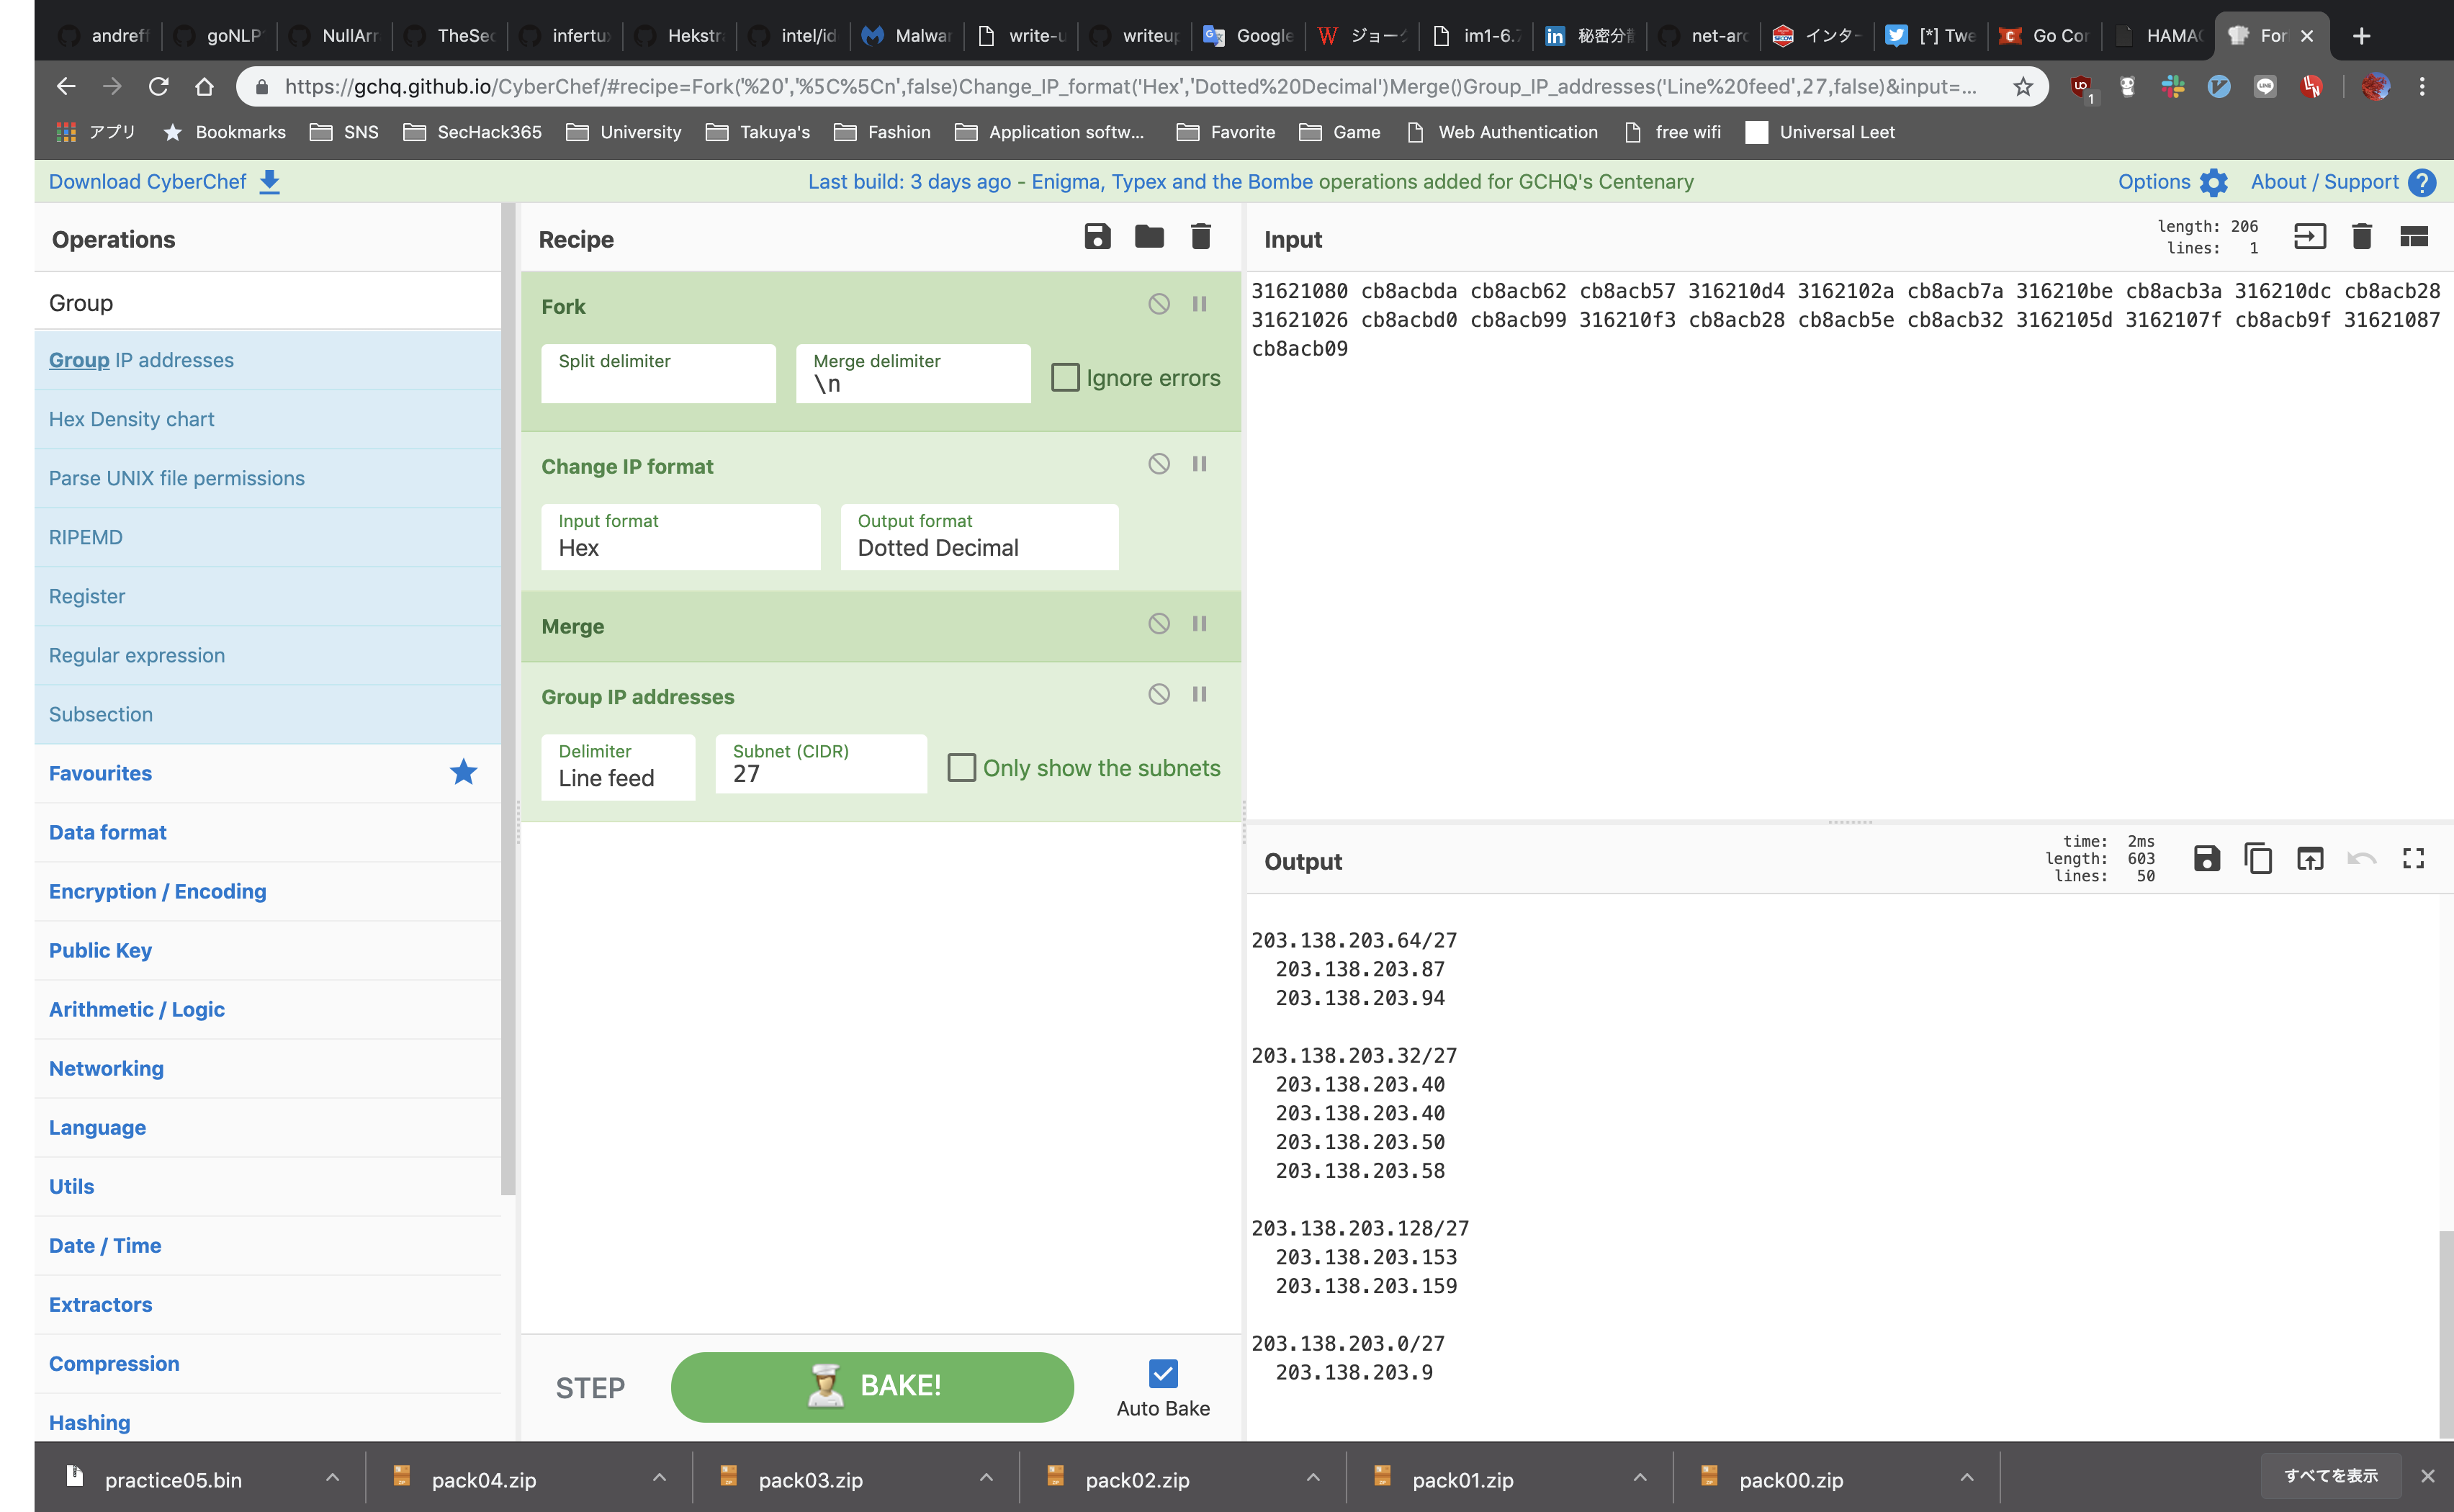 andreff goNLP NullArr TheSec infertux Hekstra intel/id Malwar write-u writeup Google ジョーク im1-6. 秘密分散 net-arc インター [*] Twe Go Cor HAMA For
https://gchq.github.io/CyberChef/#recipe=Fork('%20','%5C%5Cn',false)Change_IP_format('Hex','Dotted%20Decimal')Merge()Group_IP_addresses('Line%20feed',27,false)&input=...
アプリ Bookmarks SNS SecHack365 University Takuya's Fashion Application softw... Favorite Game Web Authentication free wifi Universal Leet
Download CyberChef Last build: 3 days ago - Enigma, Typex and the Bombe operations added for GCHQ's Centenary Options About / Support
Operations
Group
Group IP addresses
Hex Density chart
Parse UNIX file permissions
RIPEMD
Register
Regular expression
Subsection
Favourites
Data format
Encryption / Encoding
Public Key
Arithmetic / Logic
Networking
Language
Utils
Date / Time
Extractors
Compression
Hashing
Recipe
Fork
Split delimiter
Merge delimiter
\n
Ignore errors
Change IP format
Input format
Hex
Output format
Dotted Decimal
Merge
Group IP addresses
Delimiter
Line feed
Subnet (CIDR)
27
Only show the subnets
STEP
BAKE!
Auto Bake
Input
length: 206
lines: 1
31621080 cb8acbda cb8acb62 cb8acb57 316210d4 3162102a cb8acb7a 316210be cb8acb3a 316210dc cb8acb28
31621026 cb8acbd0 cb8acb99 316210f3 cb8acb28 cb8acb5e cb8acb32 3162105d 3162107f cb8acb9f 31621087
cb8acb09
Output
time: 2ms
length: 603
lines: 50
203.138.203.64/27
203.138.203.87
203.138.203.94
203.138.203.32/27
203.138.203.40
203.138.203.40
203.138.203.50
203.138.203.58
203.138.203.128/27
203.138.203.153
203.138.203.159
203.138.203.0/27
203.138.203.9
practice05.bin pack04.zip pack03.zip pack02.zip pack01.zip pack00.zip すべてを表示